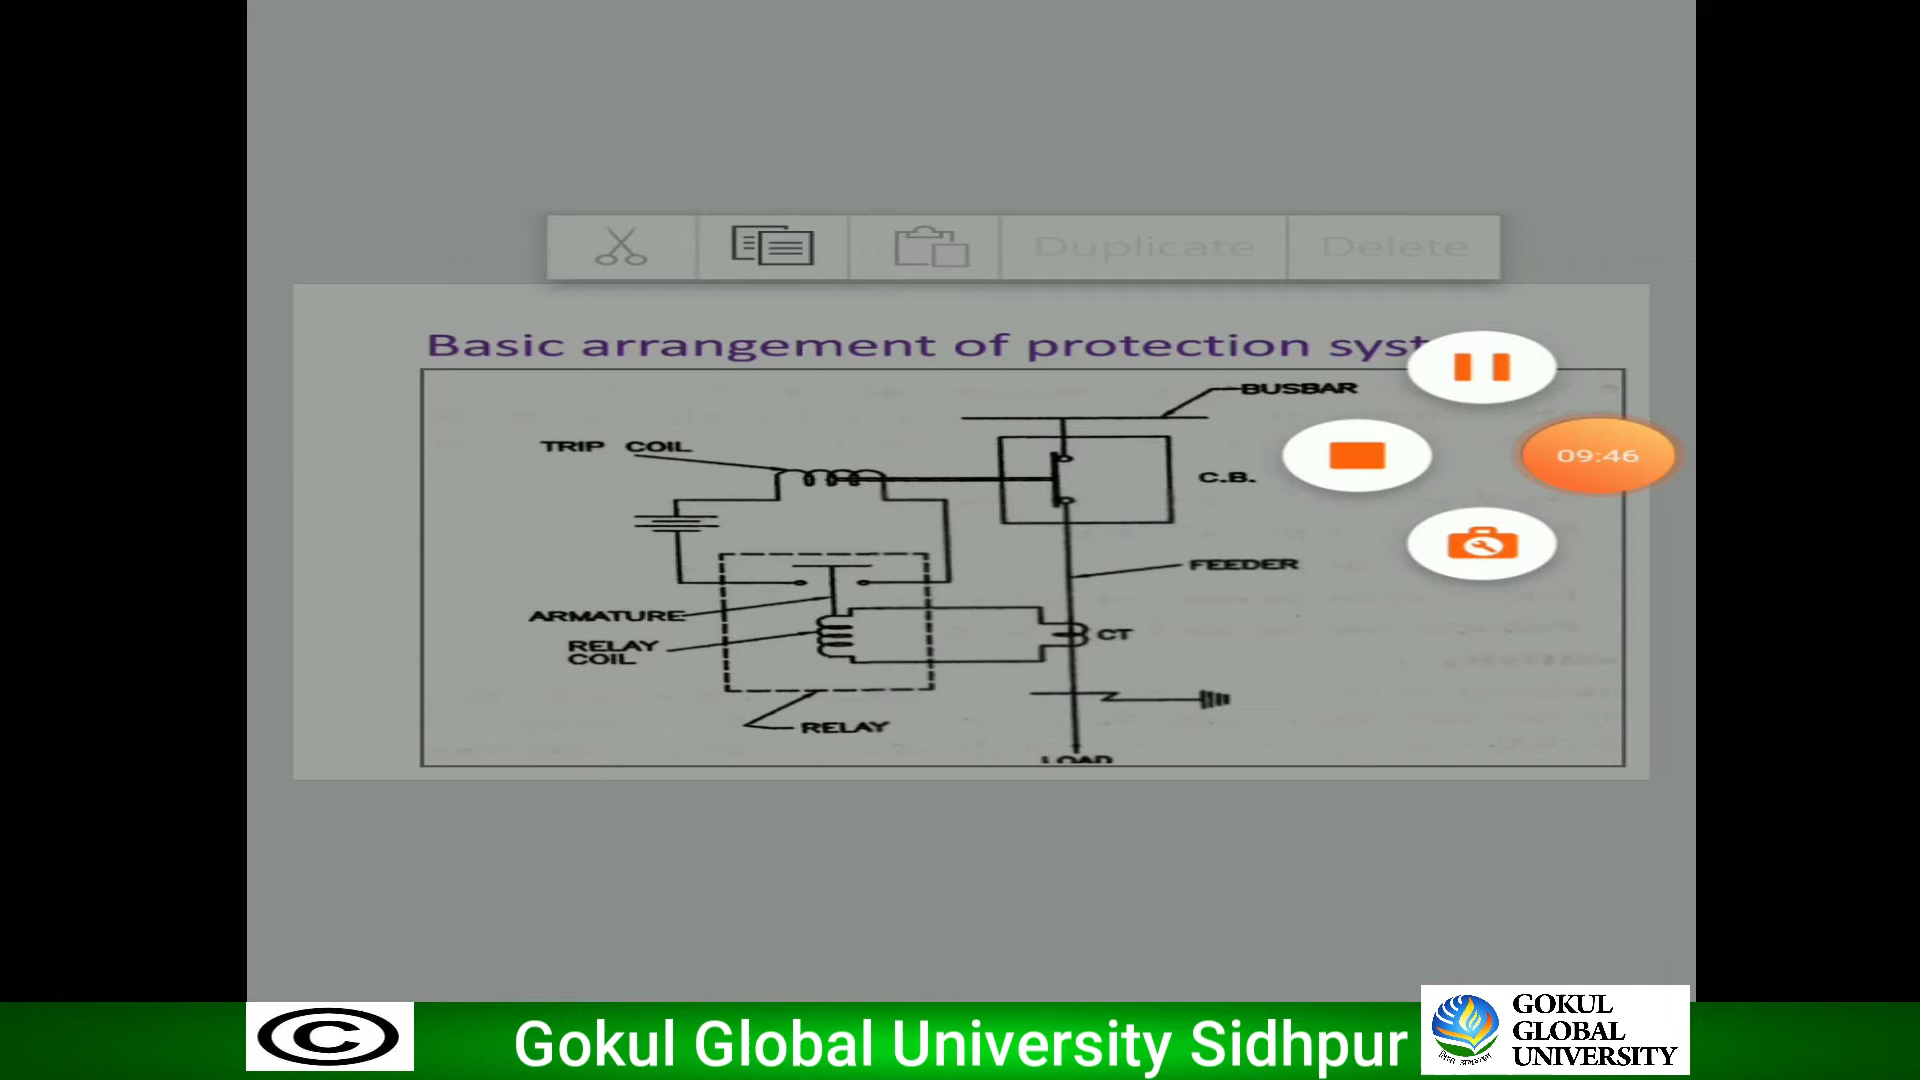 Duplicate
Delete
Basic arrangement of protection syst
BUSBAR
TRIP COIL
C.B.
09:46
FEEDER
ARMATURE
RELAY
COIL
CT
RELAY
LOAD
C
Gokul Global University Sidhpur
GOKUL
GLOBAL
UNIVERSITY